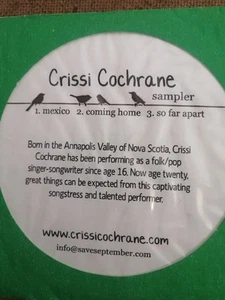 Crissi Cochrane
sampler
1. mexico 2. coming home 3. so far apart
Born in the Annapolis Valley of Nova Scotia, Crissi
Cochrane has been performing as a folk/pop
singer-songwriter since age 16. Now age twenty,
great things can be expected from this captivating
songstress and talented performer.
www.crissicochrane.com
info@saveseptember.com